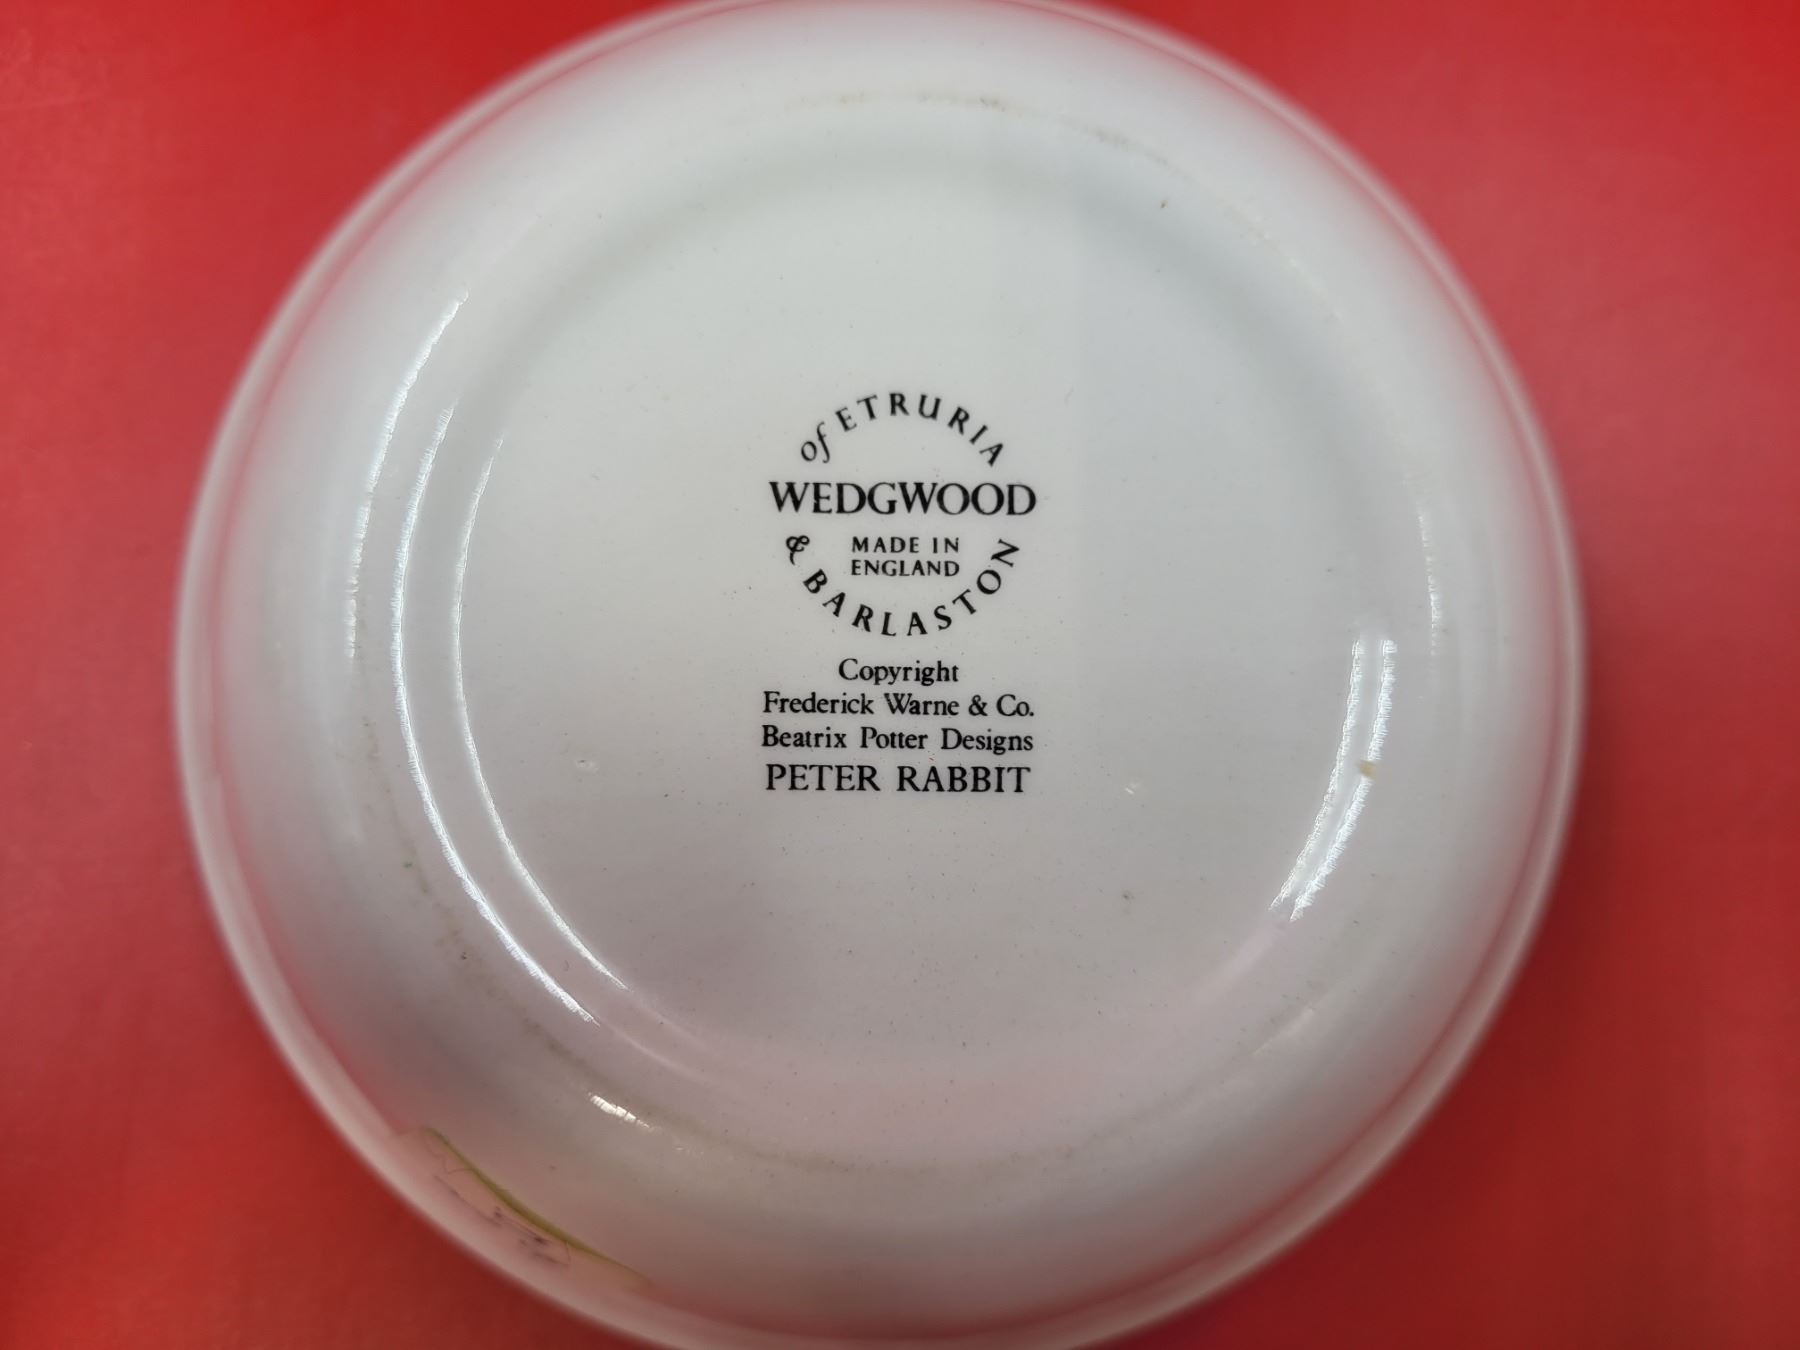 of ETRURIA
WEDGWOOD
MADE IN
ENGLAND
& BARLASTON
Copyright
Frederick Warne & Co.
Beatrix Potter Designs
PETER RABBIT